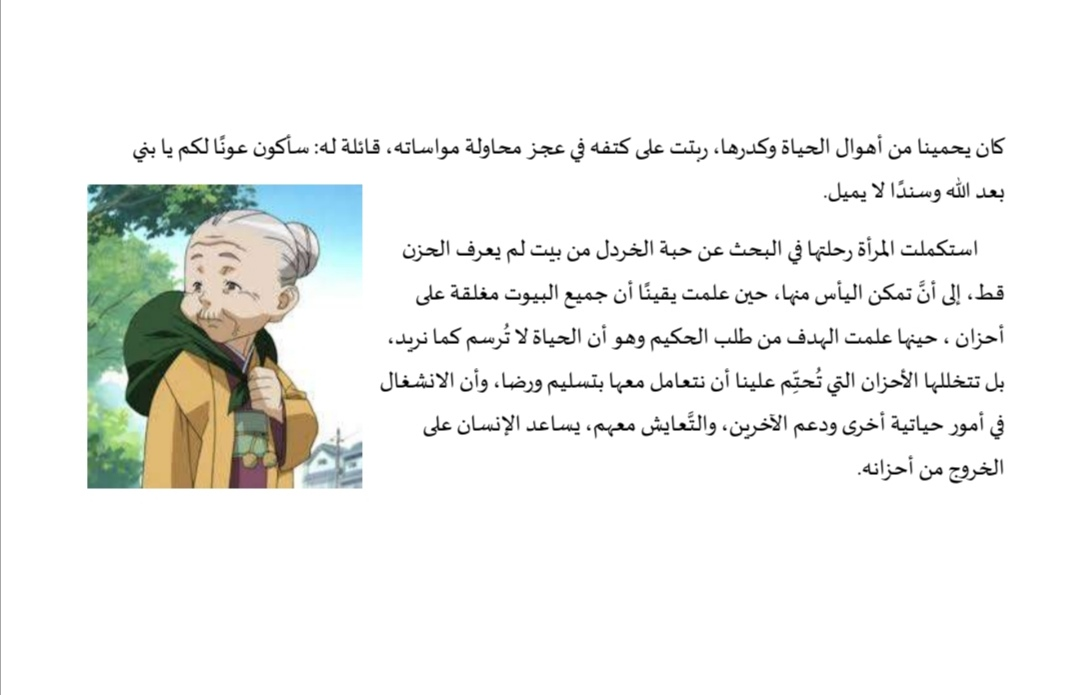 كان يحمينا من أهوال الحياة وكدرها، ربتت على كتفه في عجز محاولة مواساته، قائلة له: سأكون عونًا لكم يا بني
بعد الله وسندًا لا يميل.
استكملت المرأة رحلتها في البحث عن حبة الخردل من بيت لم يعرف الحزن
قط، إلى أنَّ تمكن اليأس منها، حين علمت يقينًا أن جميع البيوت مغلقة على
أحزان ، حينها علمت الهدف من طلب الحكيم وهو أن الحياة لا تُرسم كما نريد،
بل تتخللها الأحزان التي تُحتِّم علينا أن نتعامل معها بتسليم ورضا، وأن الانشغال
في أمور حياتية أخرى ودعم الآخرين، والتَّعايش معهم، يساعد الإنسان على
الخروج من أحزانه.